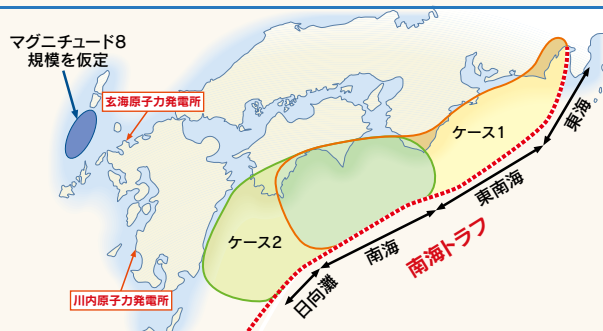 マグニチュード8
規模を仮定
玄海原子力発電所
ケース1
東海
東南海
南海トラフ
南海
ケース2
日向灘
川内原子力発電所